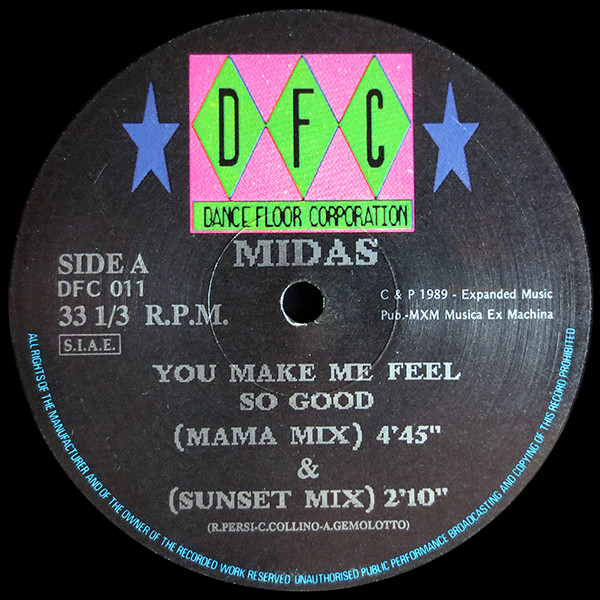 DFC
DANCE FLOOR CORPORATION
MIDAS
SIDE A
DFC 011
33 1/3 R.P.M.
S.I.A.E.
C & P 1989 - Expanded Music
Pub.-MXM Musica Ex Machina
YOU MAKE ME FEEL
SO GOOD
(MAMA MIX) 4'45"
&
(SUNSET MIX) 2'10"
(R.PERSI-C.COLLINO-A.GEMOLOTTO)
ALL RIGHTS OF THE MANUFACTURER AND OF THE OWNER OF THE RECORDED WORK RESERVED UNAUTHORISED PUBLIC PERFORMANCE BROADCASTING AND COPYING OF THIS RECORD PROHIBITED